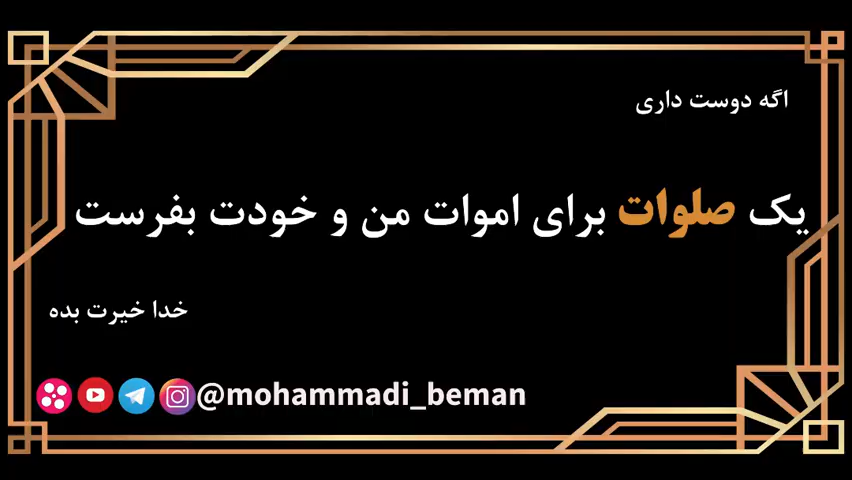 اگه دوست داری
یک صلوات برای اموات من و خودت بفرست
خدا خیرت بده
@mohammadi_beman